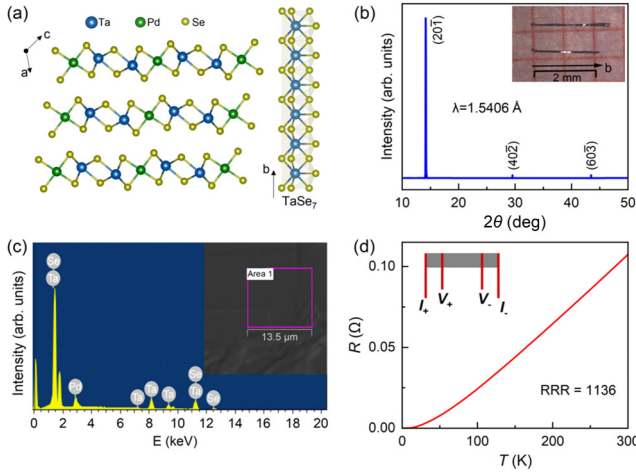 (a)
Ta Pd Se
c
a
b
TaSe7
(b)
Intensity (arb. units)
(201̅)
(402̅)
(603̅)
λ=1.5406 Å
b
2 mm
10 20 30 40 50
2θ (deg)
(c)
Intensity (arb. units)
Se
Ta
Pd
Ta
Ta
Ta
Se
Ta
Se
Area 1
13.5 µm
0 2 4 6 8 10 12 14 16 18 20
E (keV)
(d)
R (Ω)
0.10
0.05
0.00
I+ V+ V- I-
RRR = 1136
0 100 200 300
T (K)